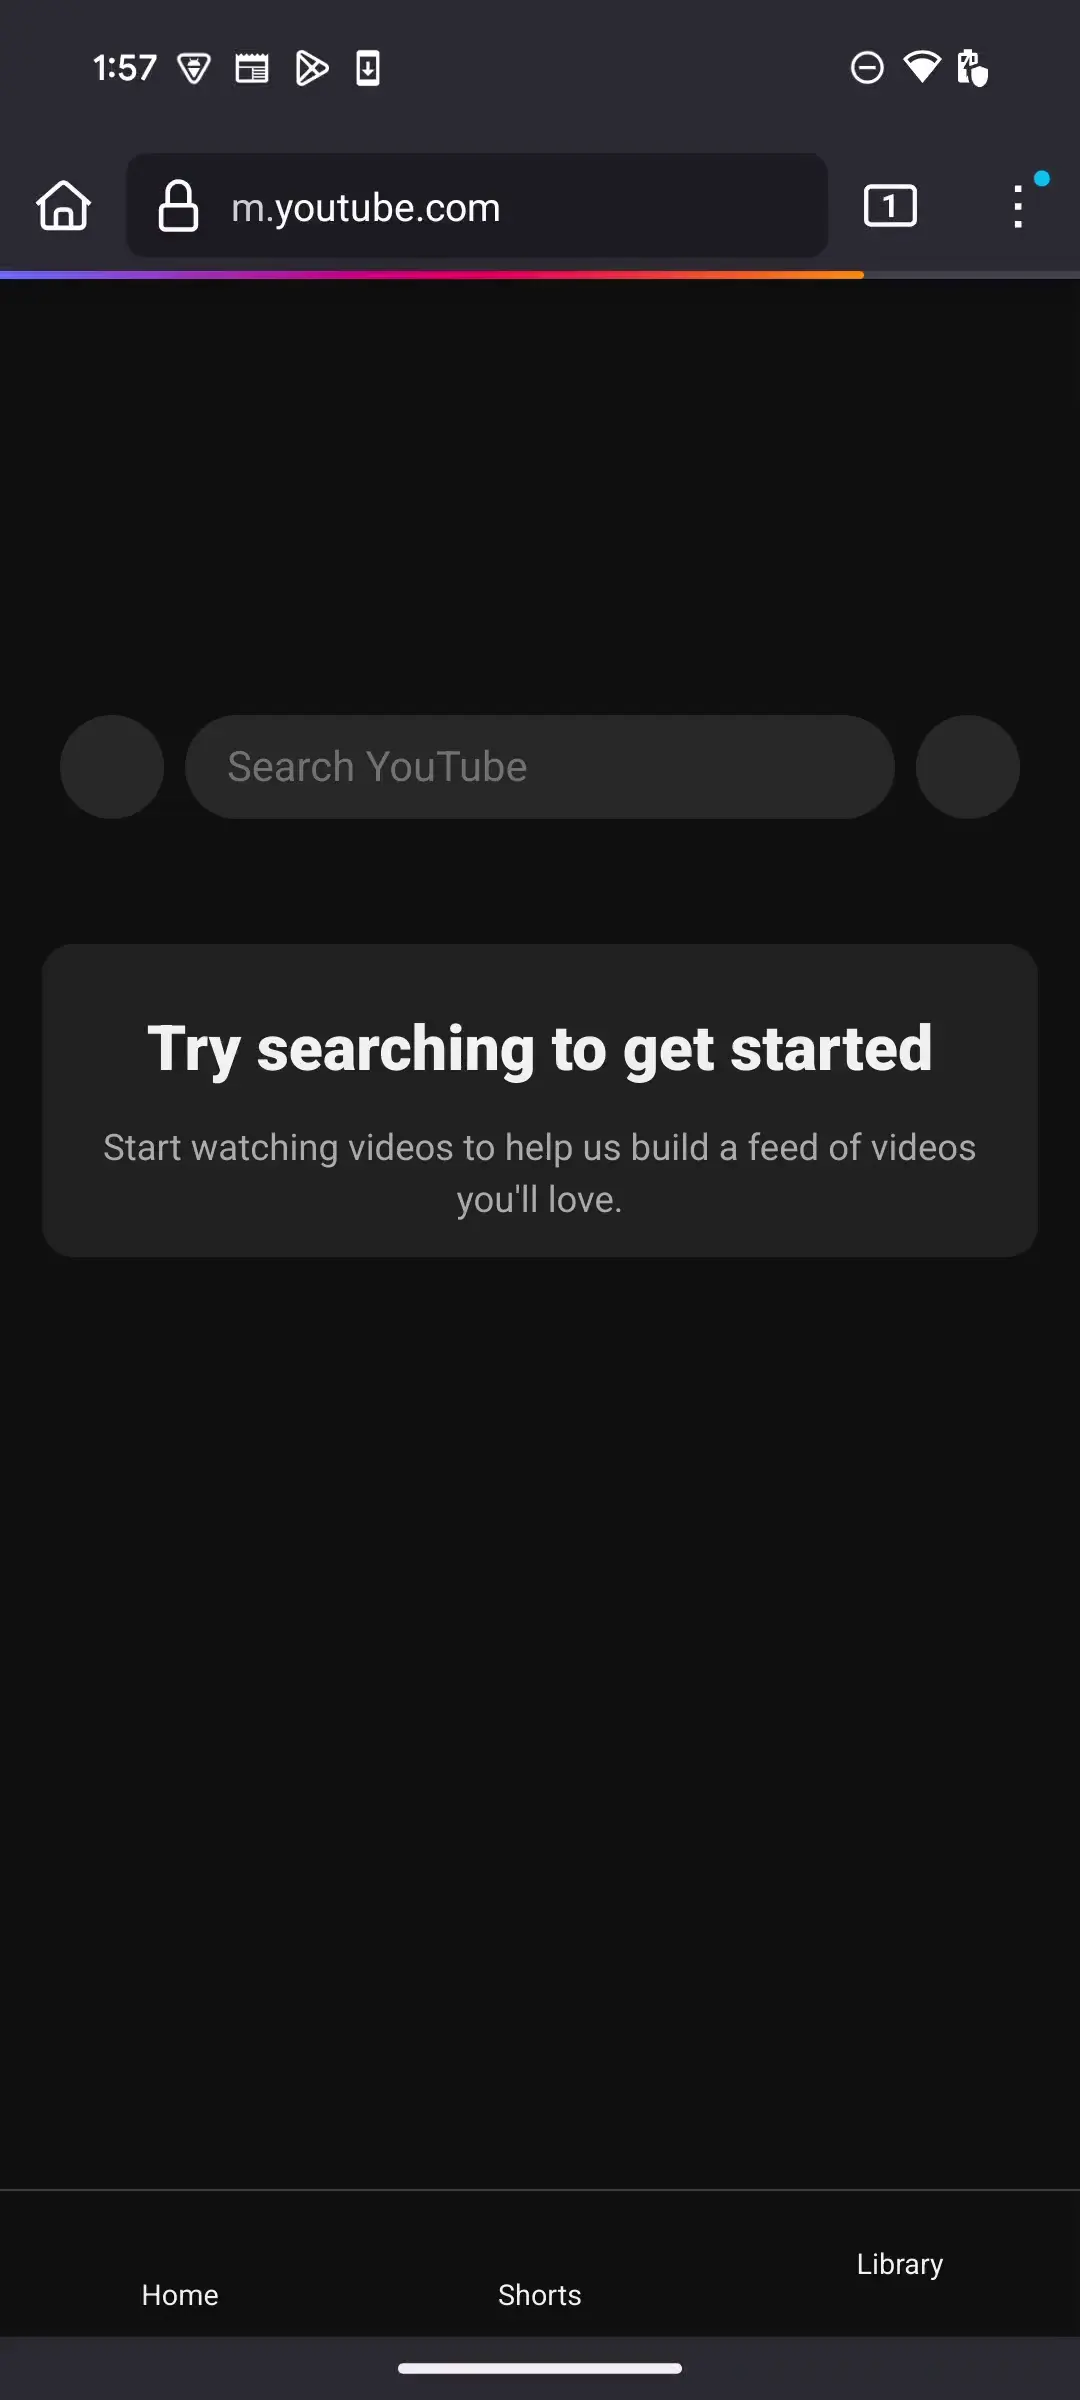 1:57
m.youtube.com
1
Search YouTube
Try searching to get started
Start watching videos to help us build a feed of videos
you'll love.
Home
Shorts
Library